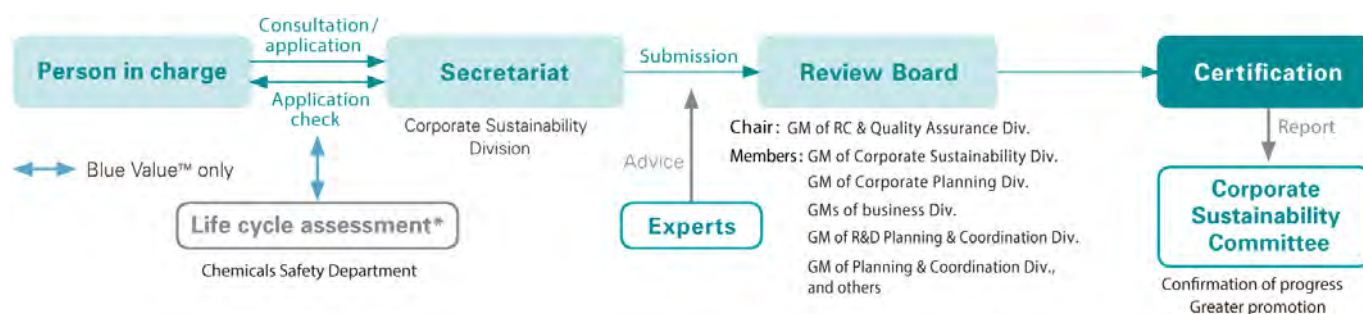 Consultation/
application
Person in charge
Application
check
Secretariat
Corporate Sustainability
Division
Submission
Review Board
Certification
Chair: GM of RC & Quality Assurance Div.
Members: GM of Corporate Sustainability Div.
GM of Corporate Planning Div.
GMs of business Div.
GM of R&D Planning & Coordination Div.
GM of Planning & Coordination Div.,
and others
Report
Advice
Blue Value™ only
Life cycle assessment*
Chemicals Safety Department
Experts
Corporate
Sustainability
Committee
Confirmation of progress
Greater promotion